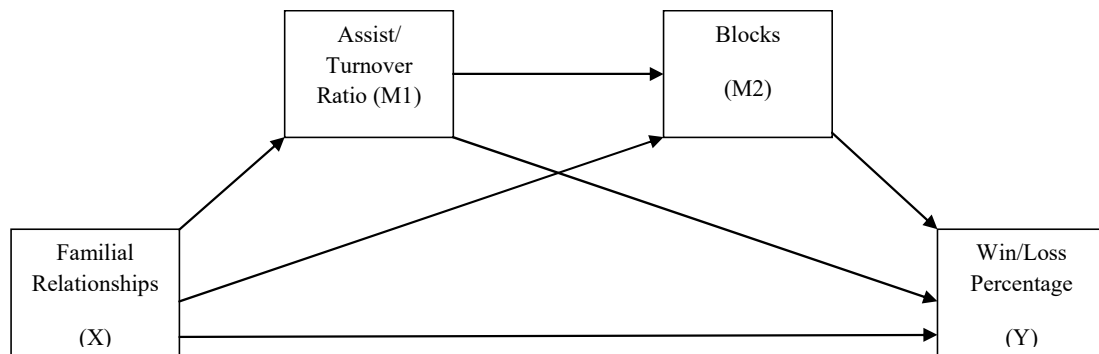 Assist/
Turnover
Ratio (M1)
Blocks
(M2)
Familial
Relationships
(X)
Win/Loss
Percentage
(Y)